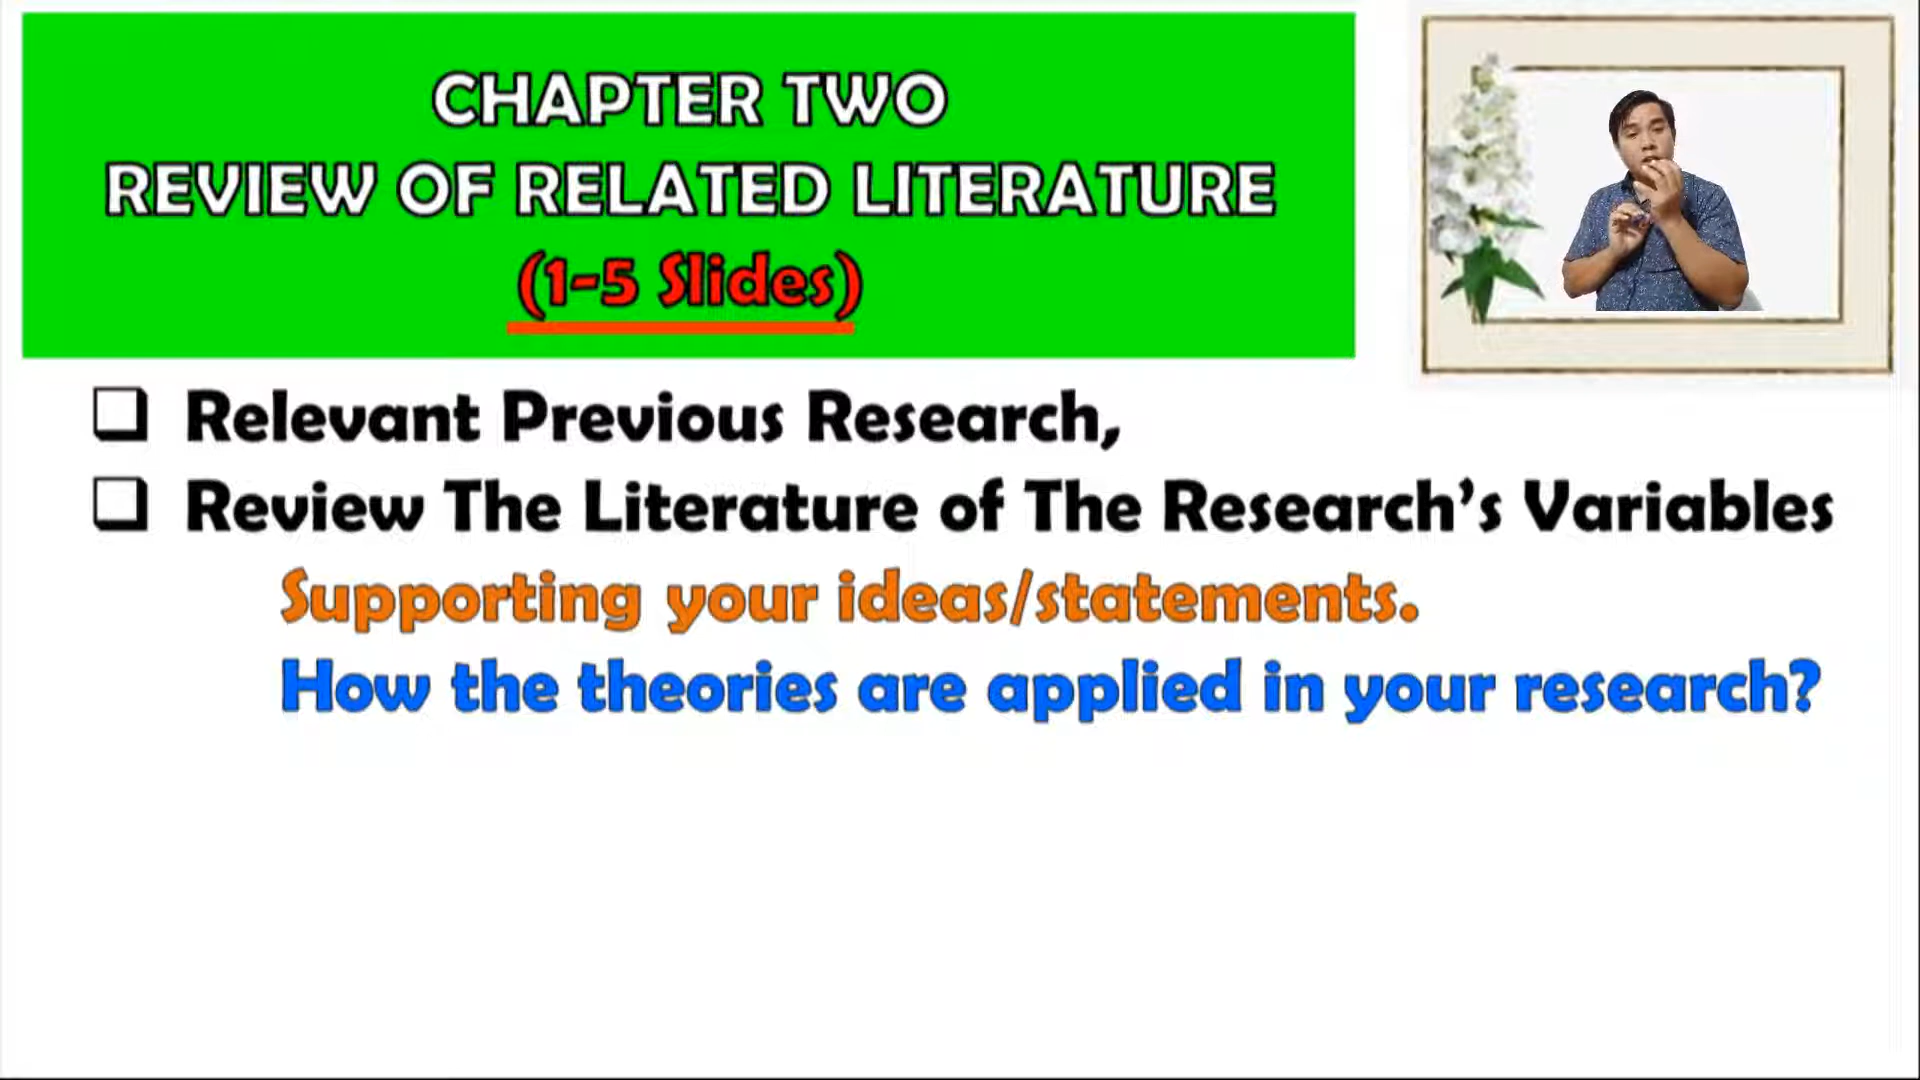 CHAPTER TWO
REVIEW OF RELATED LITERATURE
(1-5 Slides)
Relevant Previous Research,
Review The Literature of The Research's Variables
Supporting your ideas/statements.
How the theories are applied in your research?